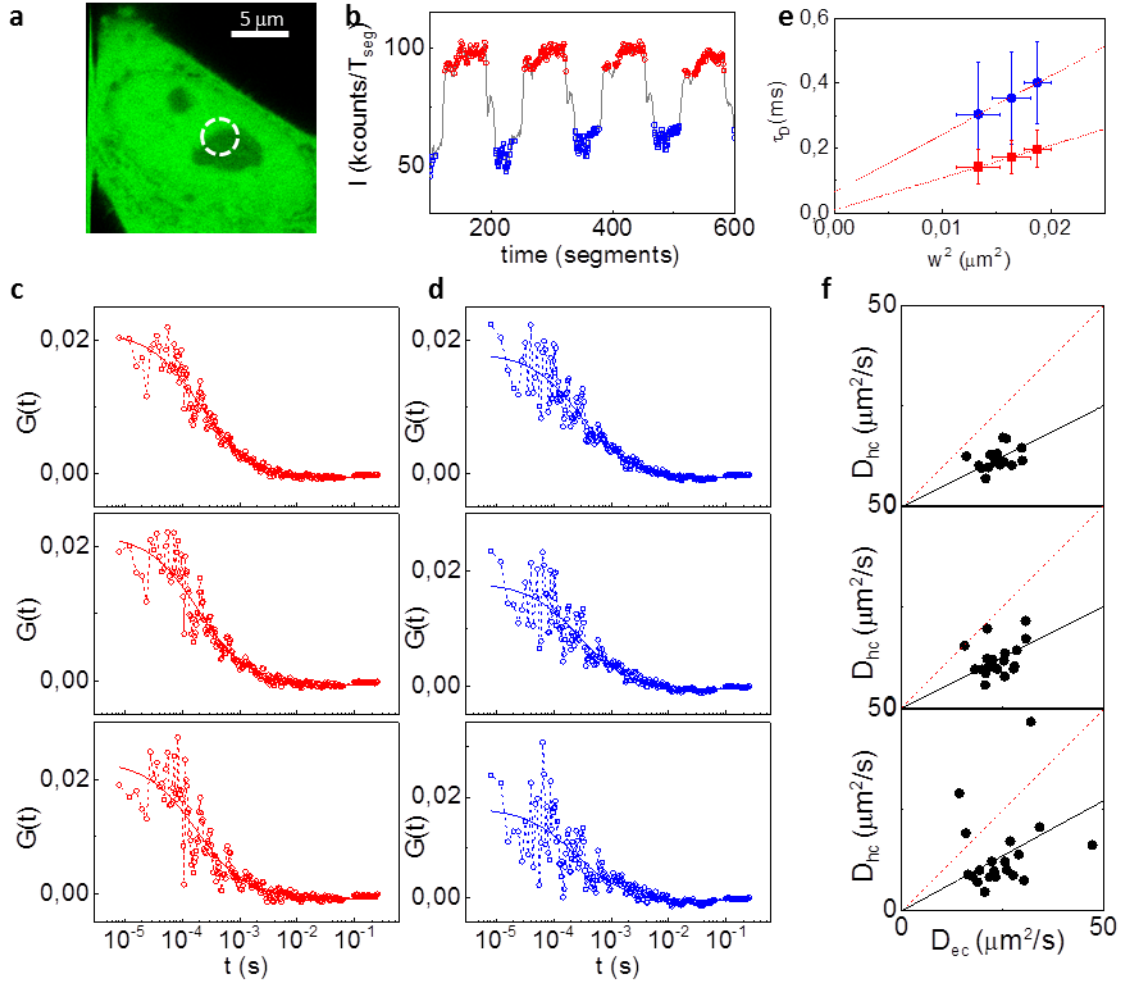 a
5 μm
b
I (kcounts/T_seg)
100
50
200
400
600
time (segments)
e
τ_D (ms)
0,6
0,4
0,2
0,0
0,00
0,01
0,02
w² (μm²)
c
G(t)
0,02
0,00
G(t)
0,02
0,00
G(t)
0,02
0,00
10⁻⁵ 10⁻⁴ 10⁻³ 10⁻² 10⁻¹
t (s)
d
G(t)
0,02
0,00
G(t)
0,02
0,00
G(t)
0,02
0,00
10⁻⁵ 10⁻⁴ 10⁻³ 10⁻² 10⁻¹
t (s)
f
50
D_hc (μm²/s)
50
D_hc (μm²/s)
50
D_hc (μm²/s)
0
0
50
D_ec (μm²/s)